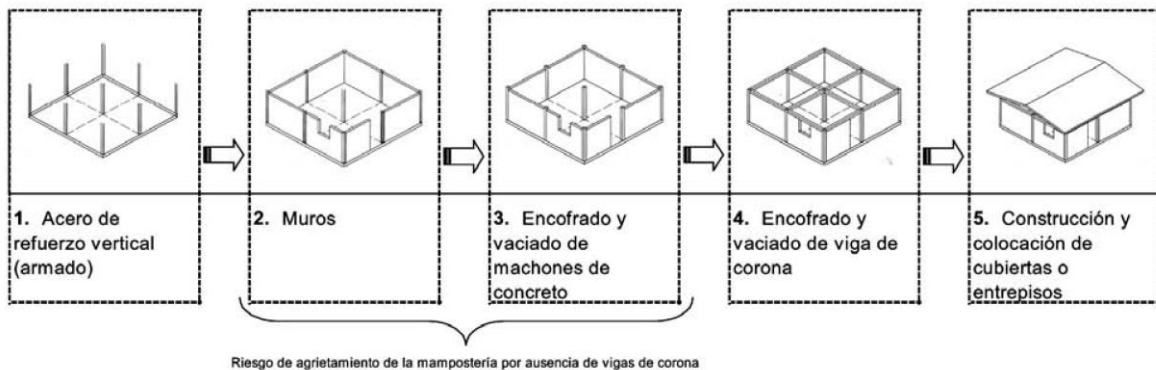 1. Acero de
refuerzo vertical
(armado)
2. Muros
3. Encofrado y
vaciado de
machones de
concreto
4. Encofrado y
vaciado de viga de
corona
5. Construcción y
colocación de
cubiertas o
entrepisos
Riesgo de agrietamiento de la mampostería por ausencia de vigas de corona